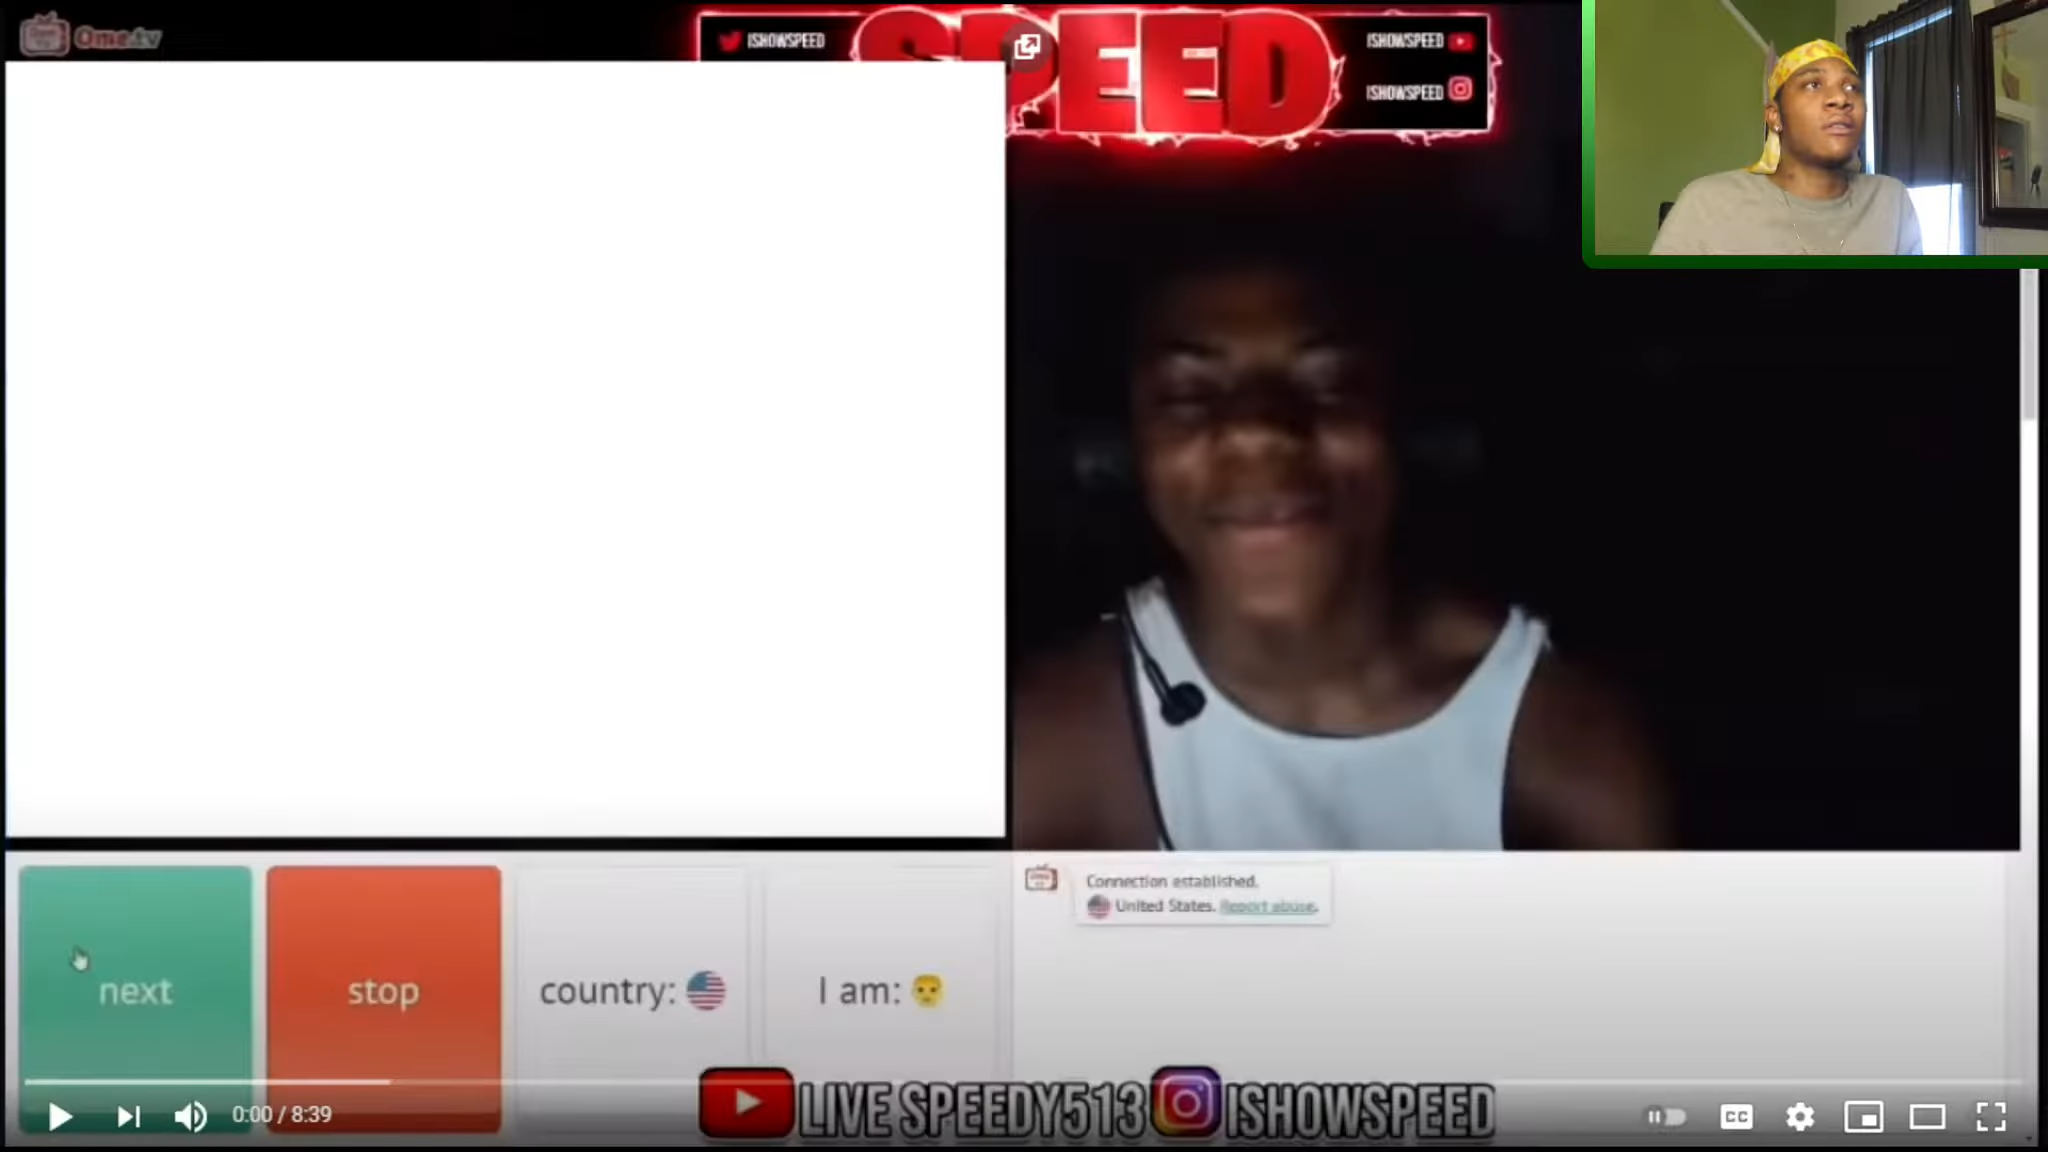 Ome.tv
ISHOWSPEED
SPEED
ISHOWSPEED
ISHOWSPEED
Connection established.
United States. Report abuse.
next
stop
country:
I am:
LIVE SPEEDY513
ISHOWSPEED
0:00 / 8:39
CC